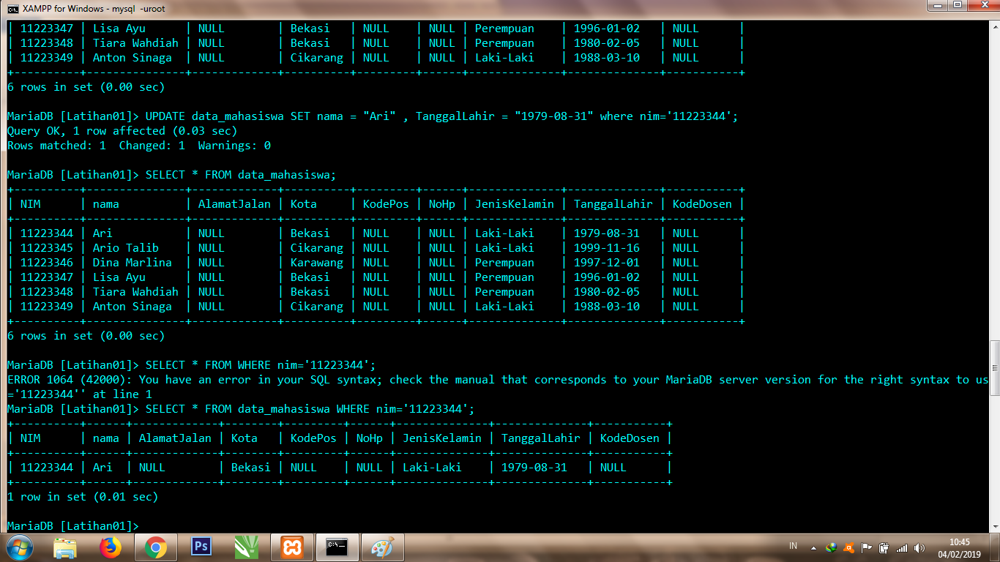 XAMPP for Windows - mysql  -uroot
| 11223347 | Lisa Ayu      | NULL        | Bekasi   | NULL    | NULL | Perempuan    | 1996-01-02   | NULL      |
| 11223348 | Tiara Wahdiah | NULL        | Bekasi   | NULL    | NULL | Perempuan    | 1980-02-05   | NULL      |
| 11223349 | Anton Sinaga  | NULL        | Cikarang | NULL    | NULL | Laki-Laki    | 1988-03-10   | NULL      |
+----------+---------------+-------------+----------+---------+------+--------------+--------------+-----------+
6 rows in set (0.00 sec)
MariaDB [Latihan01]> UPDATE data_mahasiswa SET nama = "Ari" , TanggalLahir = "1979-08-31" where nim='11223344';
Query OK, 1 row affected (0.03 sec)
Rows matched: 1  Changed: 1  Warnings: 0
MariaDB [Latihan01]> SELECT * FROM data_mahasiswa;
+----------+---------------+-------------+----------+---------+------+--------------+--------------+-----------+
| NIM      | nama          | AlamatJalan | Kota     | KodePos | NoHp | JenisKelamin | TanggalLahir | KodeDosen |
+----------+---------------+-------------+----------+---------+------+--------------+--------------+-----------+
| 11223344 | Ari           | NULL        | Bekasi   | NULL    | NULL | Laki-Laki    | 1979-08-31   | NULL      |
| 11223345 | Ario Talib    | NULL        | Cikarang | NULL    | NULL | Laki-Laki    | 1999-11-16   | NULL      |
| 11223346 | Dina Marlina  | NULL        | Karawang | NULL    | NULL | Perempuan    | 1997-12-01   | NULL      |
| 11223347 | Lisa Ayu      | NULL        | Bekasi   | NULL    | NULL | Perempuan    | 1996-01-02   | NULL      |
| 11223348 | Tiara Wahdiah | NULL        | Bekasi   | NULL    | NULL | Perempuan    | 1980-02-05   | NULL      |
| 11223349 | Anton Sinaga  | NULL        | Cikarang | NULL    | NULL | Laki-Laki    | 1988-03-10   | NULL      |
+----------+---------------+-------------+----------+---------+------+--------------+--------------+-----------+
6 rows in set (0.00 sec)
MariaDB [Latihan01]> SELECT * FROM WHERE nim='11223344';
ERROR 1064 (42000): You have an error in your SQL syntax; check the manual that corresponds to your MariaDB server version for the right syntax to us
='11223344'' at line 1
MariaDB [Latihan01]> SELECT * FROM data_mahasiswa WHERE nim='11223344';
+----------+------+-------------+--------+---------+------+--------------+--------------+-----------+
| NIM      | nama | AlamatJalan | Kota   | KodePos | NoHp | JenisKelamin | TanggalLahir | KodeDosen |
+----------+------+-------------+--------+---------+------+--------------+--------------+-----------+
| 11223344 | Ari  | NULL        | Bekasi | NULL    | NULL | Laki-Laki    | 1979-08-31   | NULL      |
+----------+------+-------------+--------+---------+------+--------------+--------------+-----------+
1 row in set (0.01 sec)
MariaDB [Latihan01]>
Ps
IN
10:45
04/02/2019